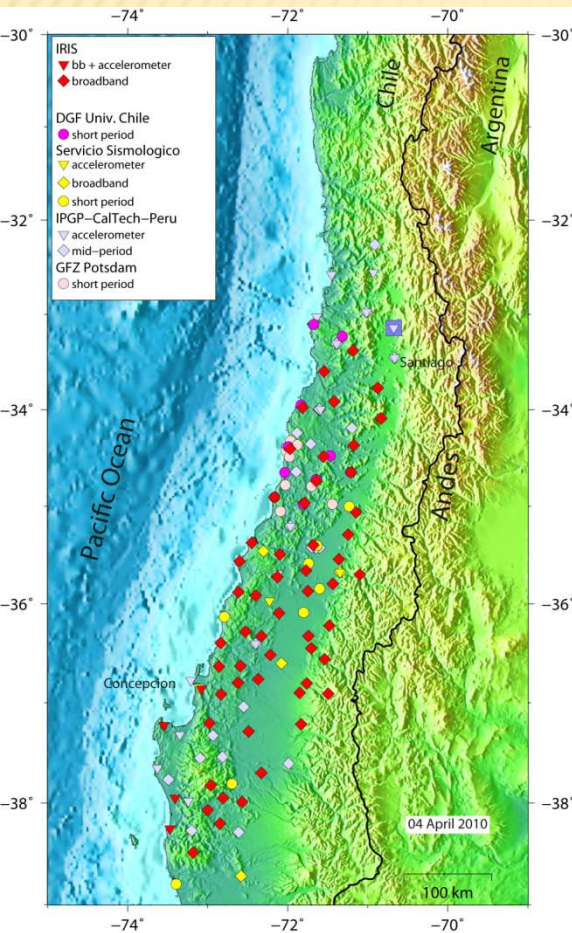 −74° −72° −70°
−30° −30°
IRIS
bb + accelerometer
broadband
DGF Univ. Chile
short period
Servicio Sismologico
accelerometer
broadband
short period
IPGP−CalTech−Peru
accelerometer
mid−period
GFZ Potsdam
short period
Chile
Argentina
−32° −32°
Santiago
−34° −34°
Pacific Ocean
Andes
−36° −36°
Concepcion
−38° −38°
04 April 2010
100 km
−74° −72° −70°